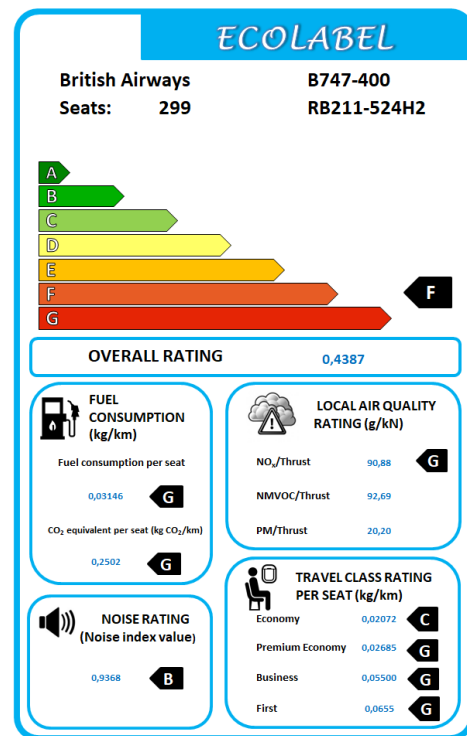 ECOLABEL
British Airways B747-400
Seats: 299 RB211-524H2
A
B
C
D
E
F F
G
OVERALL RATING 0,4387
FUEL
CONSUMPTION
(kg/km)
Fuel consumption per seat
0,03146 G
CO₂ equivalent per seat (kg CO₂/km)
0,2502 G
LOCAL AIR QUALITY
RATING (g/kN)
NOₓ/Thrust 90,88 G
NMVOC/Thrust 92,69
PM/Thrust 20,20
NOISE RATING
(Noise index value)
0,9368 B
TRAVEL CLASS RATING
PER SEAT (kg/km)
Economy 0,02072 C
Premium Economy 0,02685 G
Business 0,05500 G
First 0,0655 G